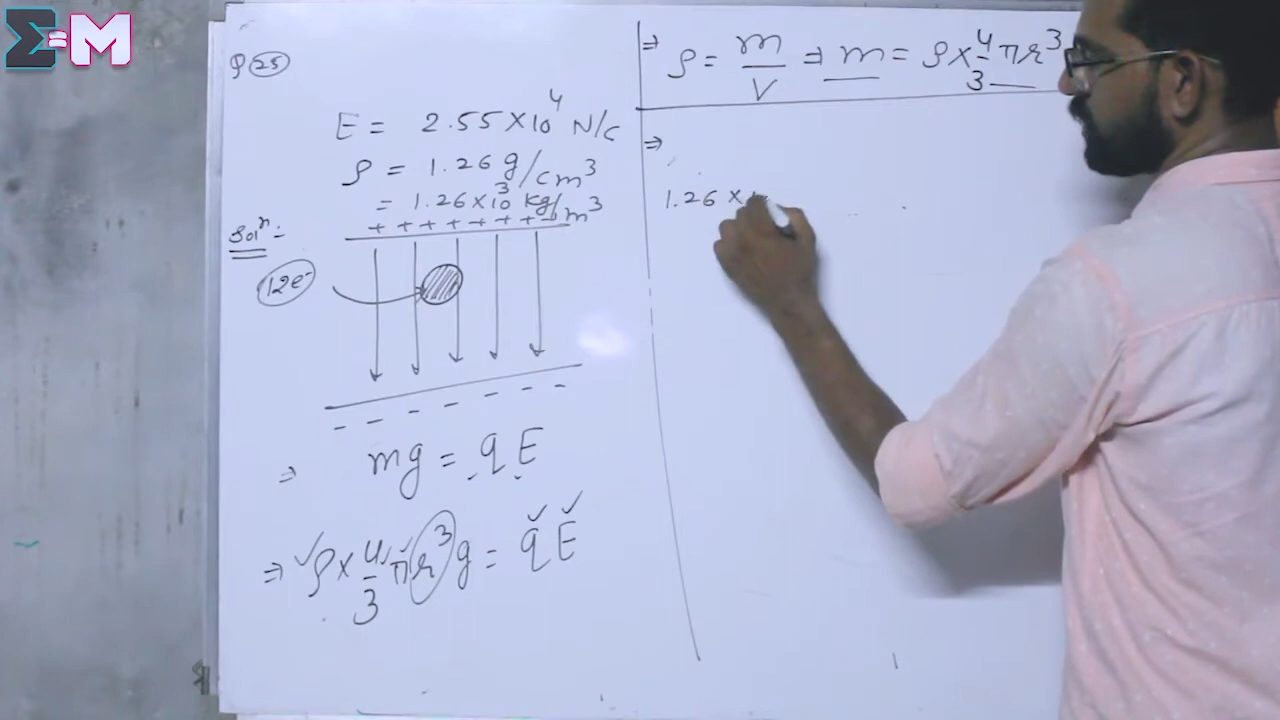 Σ=M
Q 25
E = 2.55×10⁴ N/C
ρ = 1.26 g/cm³
= 1.26×10³ kg/m³
+ + + + + + +
Solⁿ:-
12e⁻
- - - - - - -
⇒ mg = qE
⇒ ρ × 4/3 πr³g = qE
⇒ ρ = m/V ⇒ m = ρ × 4/3 πr³
⇒
1.26 ×